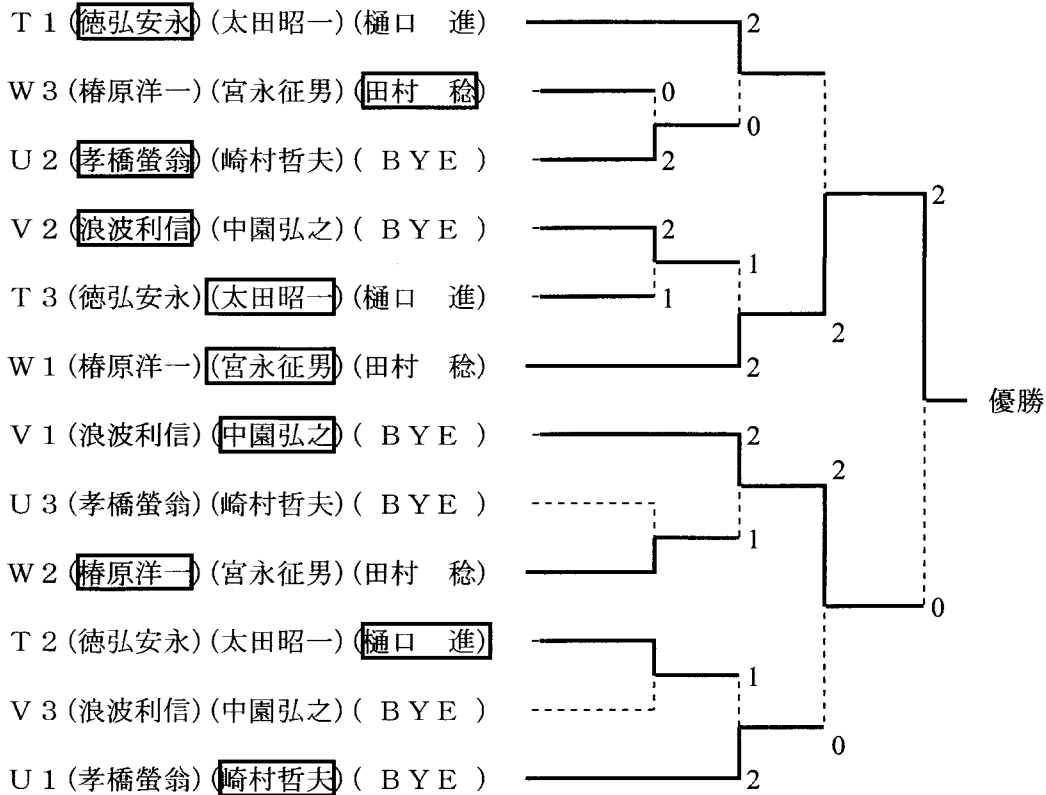 T1(徳弘安永)(太田昭一)(樋口 進) 2
W3(椿原洋一)(宮永征男)(田村 稔) 0
0
U2(孝橋螢翁)(崎村哲夫)(BYE) 2
2
V2(浪波利信)(中園弘之)(BYE) 2
1
T3(徳弘安永)(太田昭一)(樋口 進) 1
2
W1(椿原洋一)(宮永征男)(田村 稔) 2
優勝
V1(浪波利信)(中園弘之)(BYE) 2
2
U3(孝橋螢翁)(崎村哲夫)(BYE)
1
W2(椿原洋一)(宮永征男)(田村 稔)
0
T2(徳弘安永)(太田昭一)(樋口 進)
1
V3(浪波利信)(中園弘之)(BYE)
0
U1(孝橋螢翁)(崎村哲夫)(BYE) 2